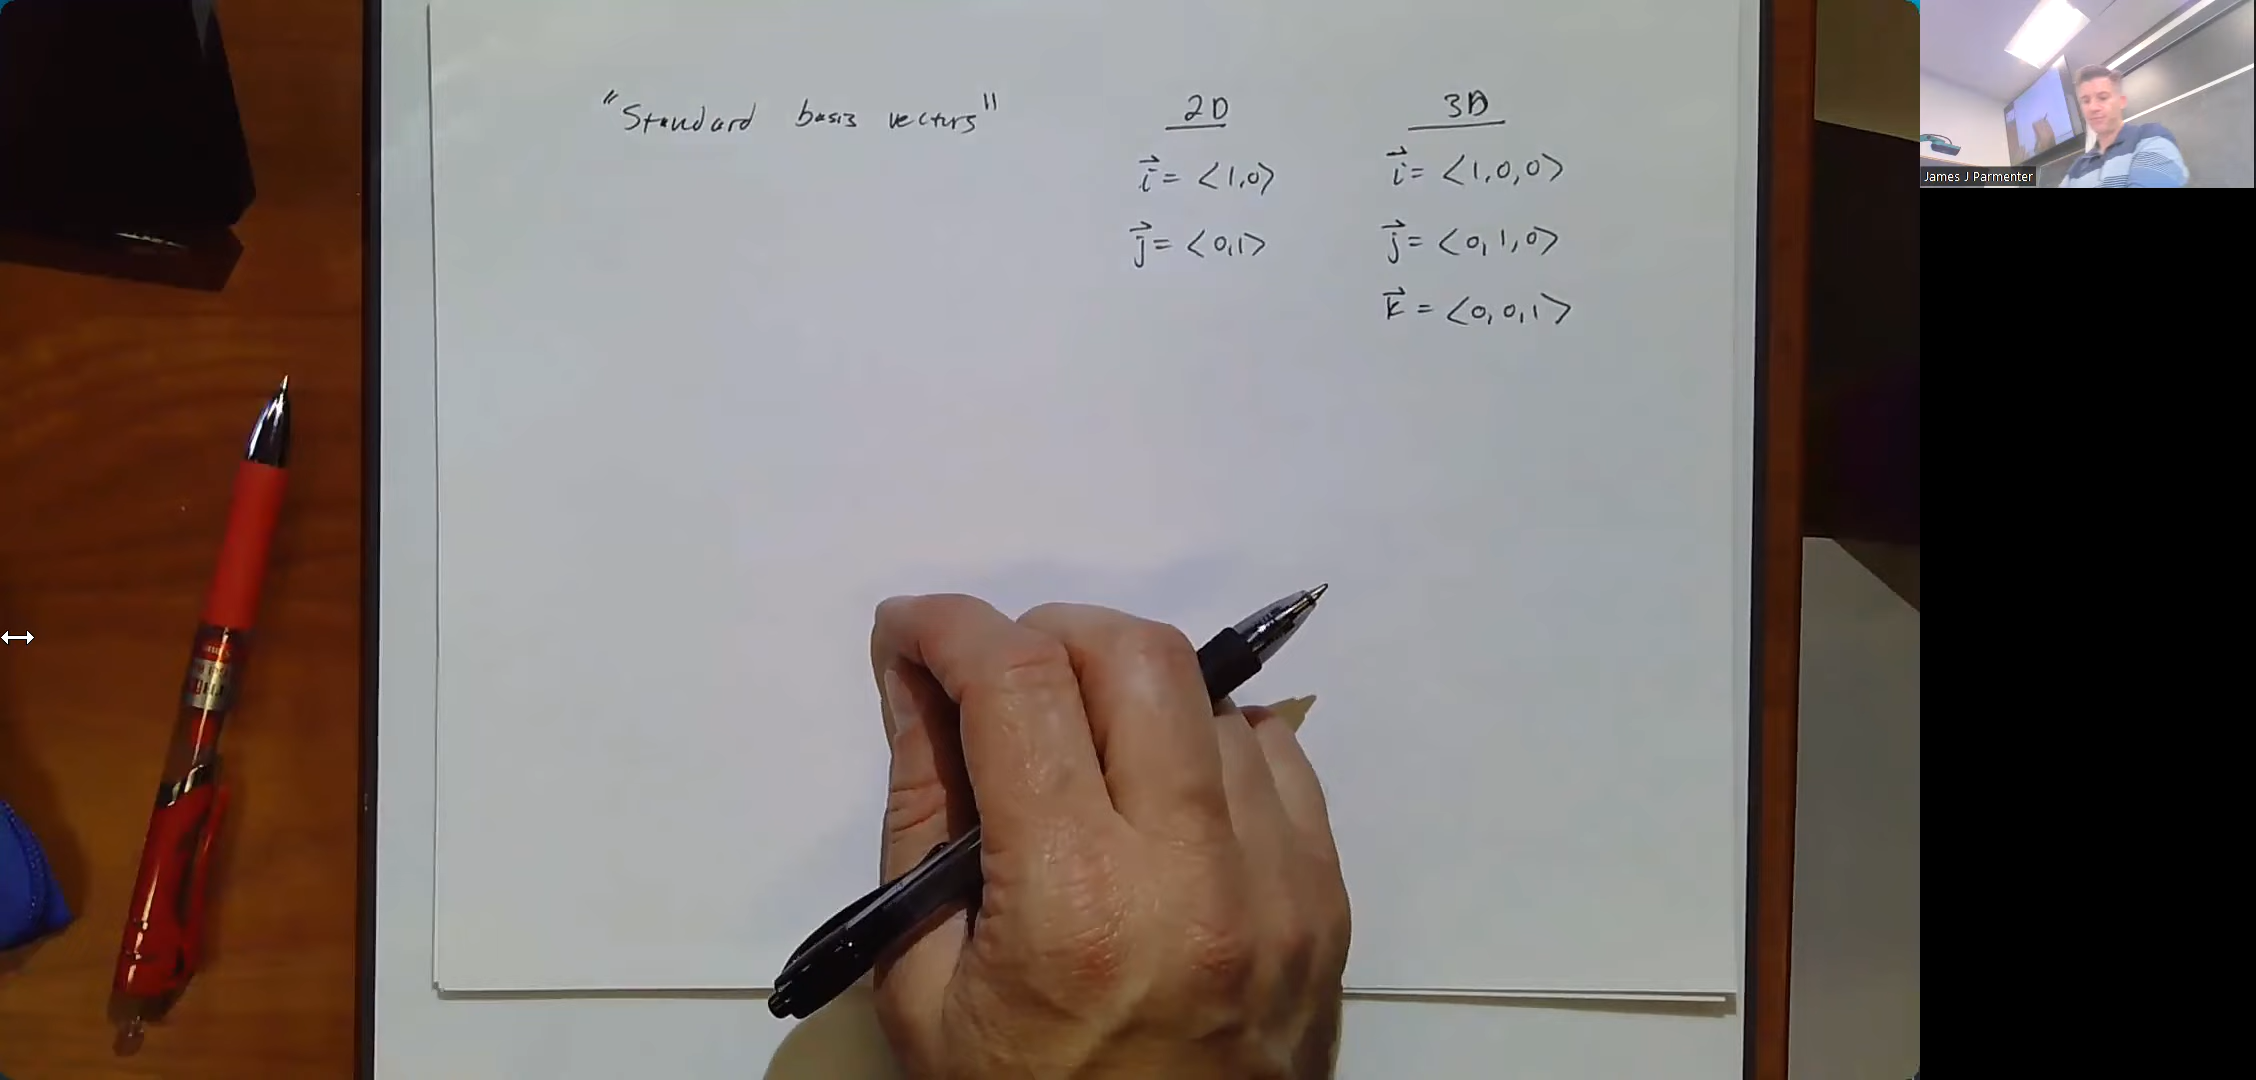 "Standard basis vectors"
2D
i⃗ = <1,0>
j⃗ = <0,1>
3D
i⃗ = <1,0,0>
j⃗ = <0,1,0>
k⃗ = <0,0,1>
James J Parmenter